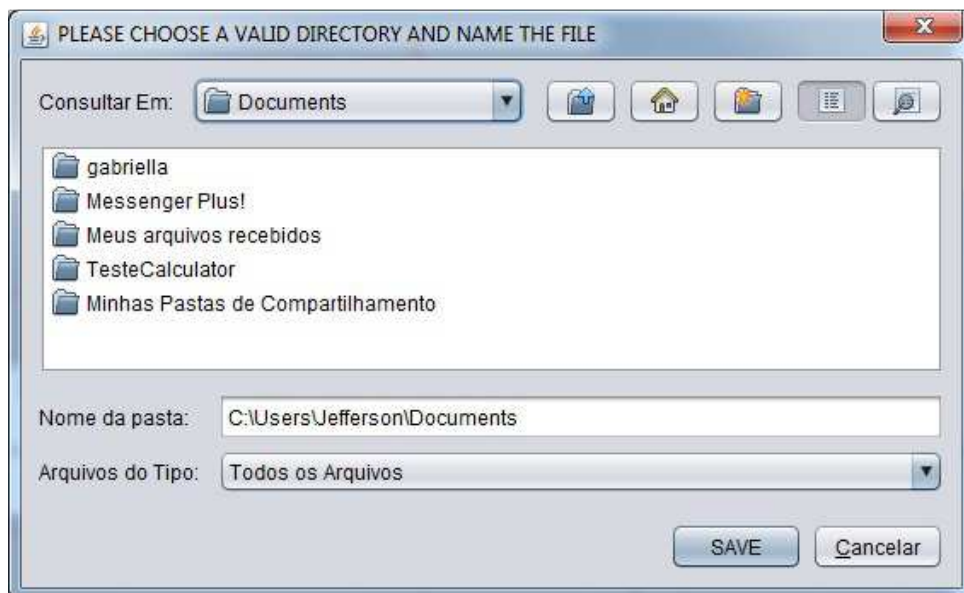 PLEASE CHOOSE A VALID DIRECTORY AND NAME THE FILE
Consultar Em: Documents
gabriella
Messenger Plus!
Meus arquivos recebidos
TesteCalculator
Minhas Pastas de Compartilhamento
Nome da pasta: C:\Users\Jefferson\Documents
Arquivos do Tipo: Todos os Arquivos
SAVE Cancelar